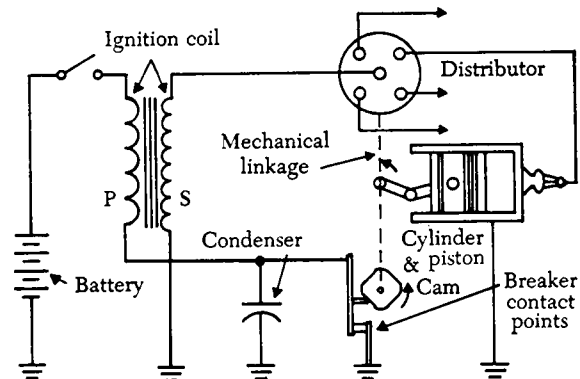 Ignition coil
Distributor
Mechanical
linkage
P
S
Condenser
Cylinder
& piston
Cam
Battery
Breaker
contact
points